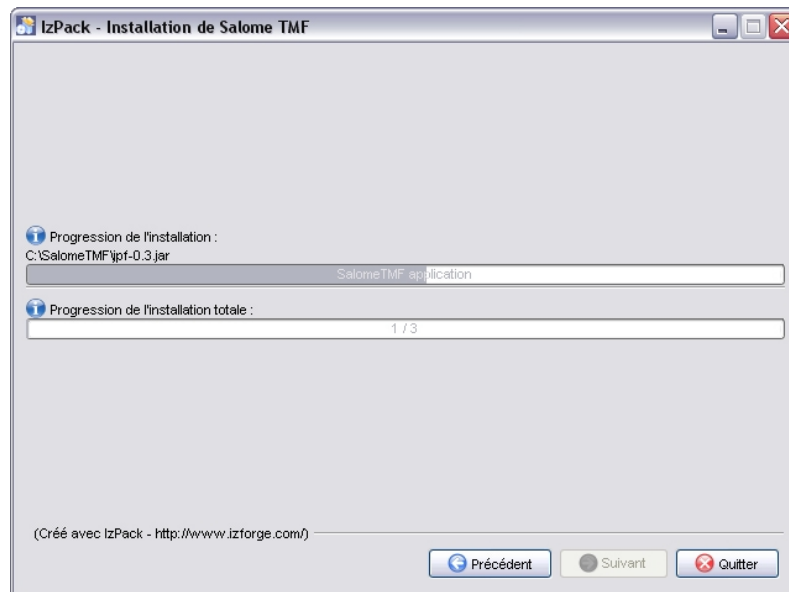 IzPack - Installation de Salome TMF
Progression de l'installation :
C:\SalomeTMF\jpf-0.3.jar
SalomeTMF application
Progression de l'installation totale :
1 / 3
(Créé avec IzPack - http://www.izforge.com/)
Précédent
Suivant
Quitter